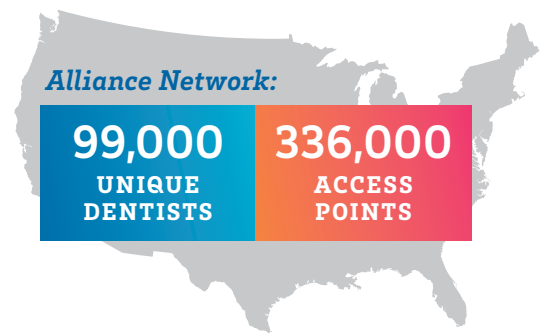 Alliance Network:
99,000
UNIQUE
DENTISTS
336,000
ACCESS
POINTS